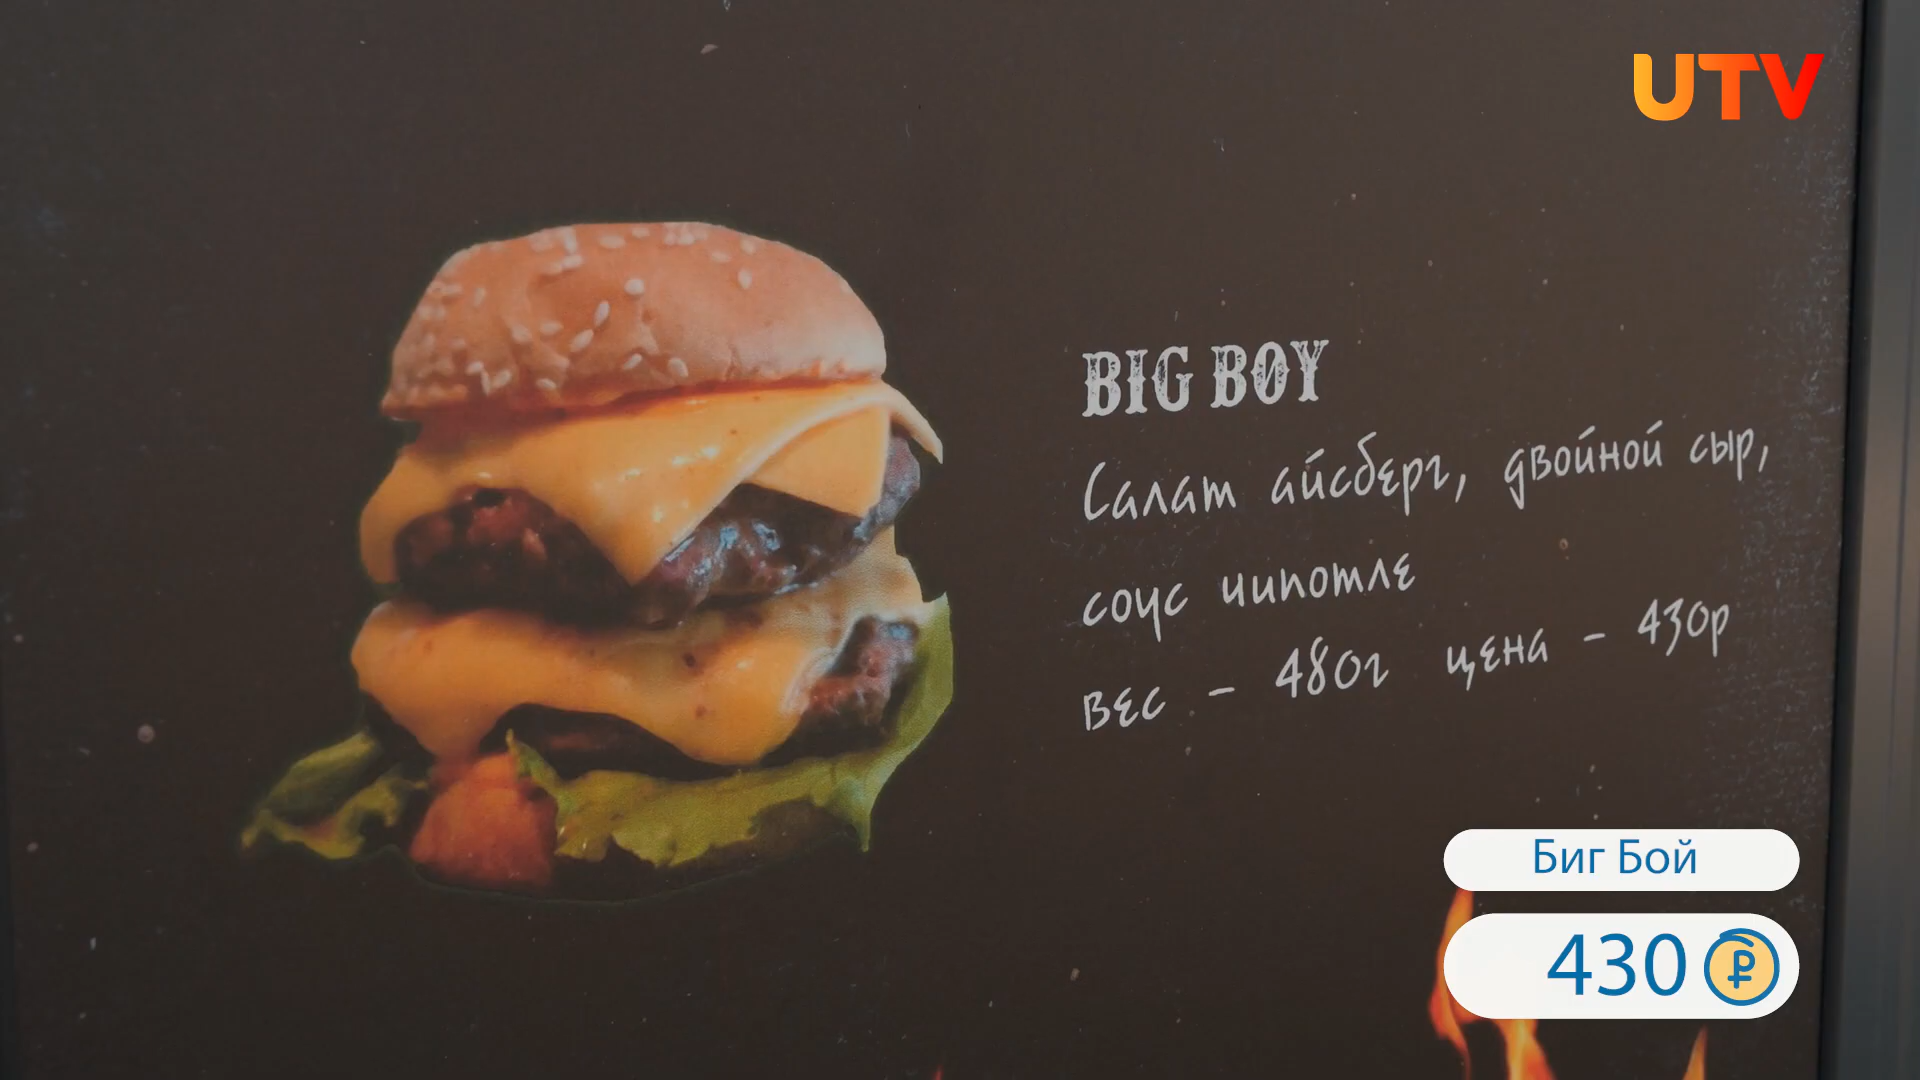 UTV
BIG BOY
Салат айсберг, двойной сыр,
соус чипотле
вес - 480г цена - 430р
Биг Бой
430 ₽